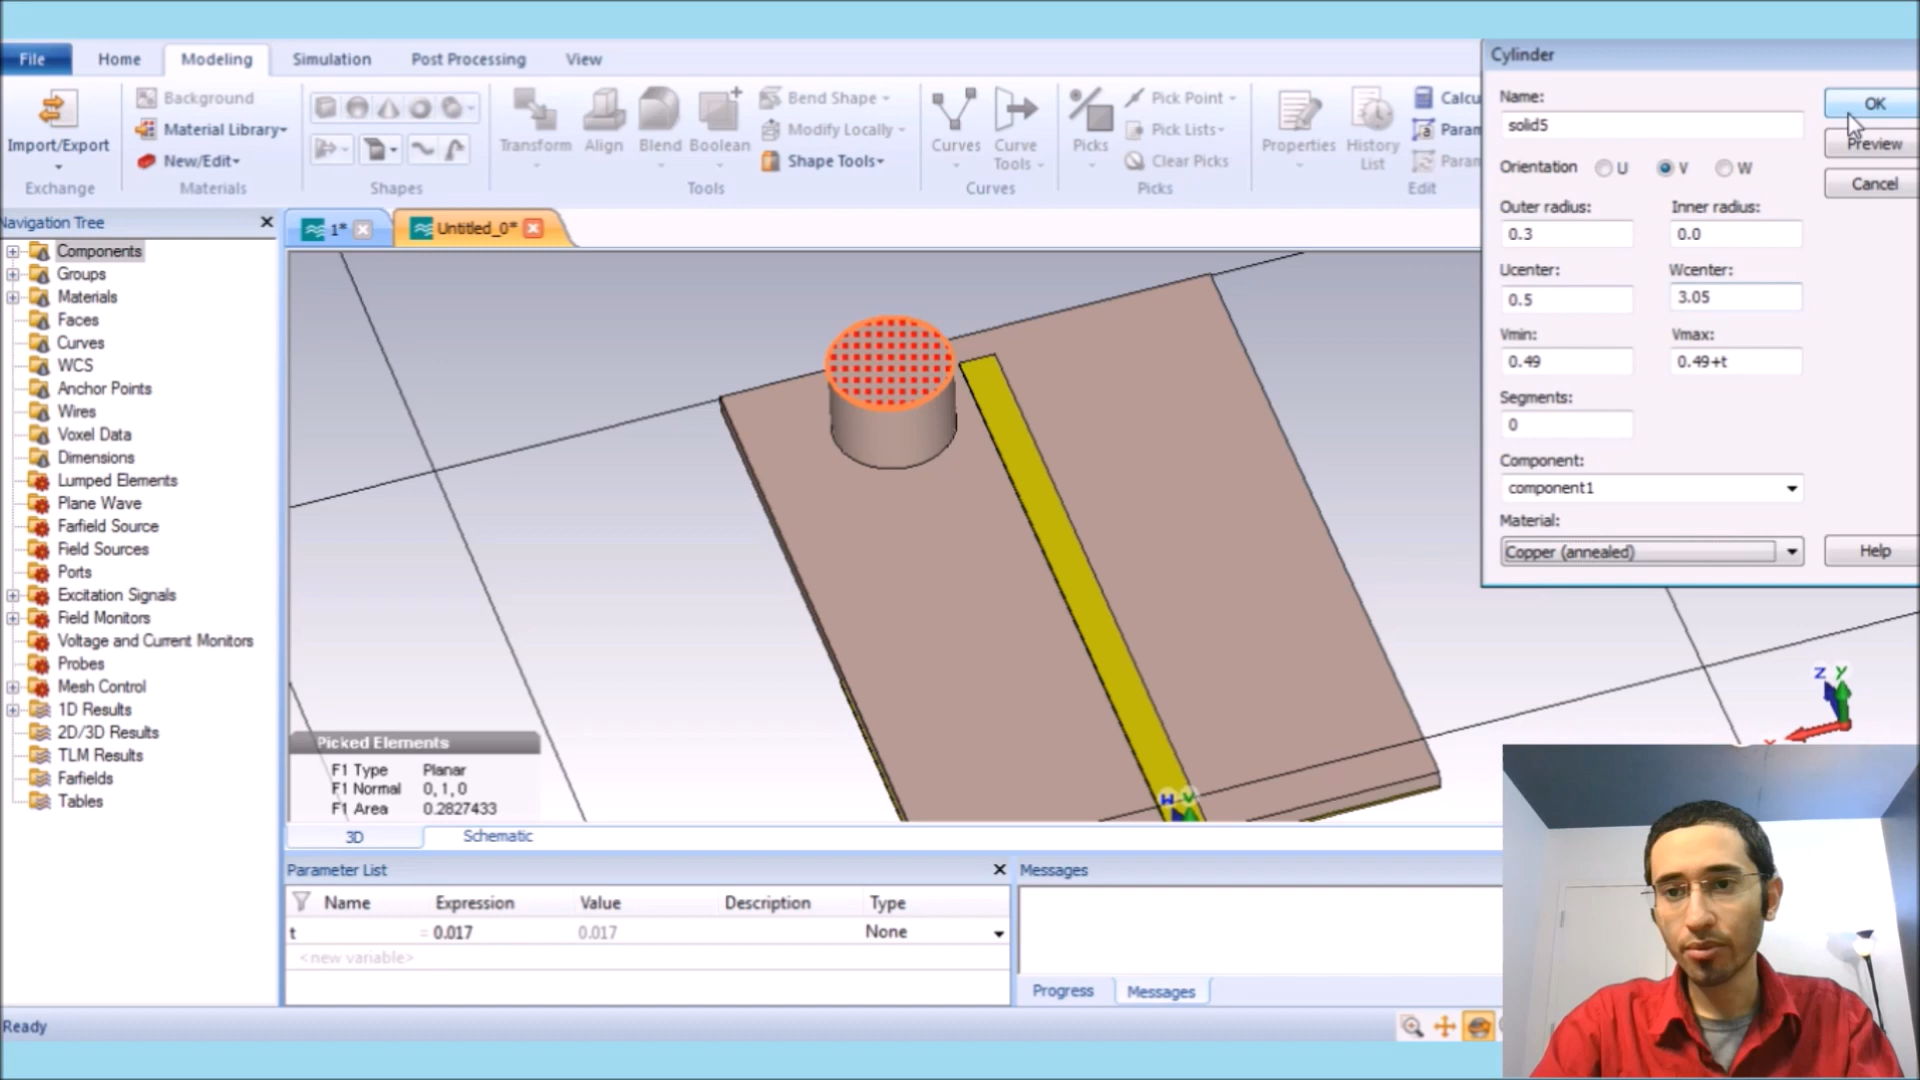 File Home Modeling Simulation Post Processing View
Import/Export
Exchange
Background
Material Library
New/Edit
Materials
Shapes
Transform Align Blend Boolean
Bend Shape
Modify Locally
Shape Tools
Tools
Curves Curve Tools
Curves
Picks
Pick Point
Pick Lists
Clear Picks
Picks
Properties History List
Calcu
Param
Param
Edit
Navigation Tree
1*
Untitled_0*
Components
Groups
Materials
Faces
Curves
WCS
Anchor Points
Wires
Voxel Data
Dimensions
Lumped Elements
Plane Wave
Farfield Source
Field Sources
Ports
Excitation Signals
Field Monitors
Voltage and Current Monitors
Probes
Mesh Control
1D Results
2D/3D Results
TLM Results
Farfields
Tables
W V
Z y
x
Picked Elements
F1 Type Planar
F1 Normal 0, 1, 0
F1 Area 0.2827433
3D Schematic
Parameter List
Name Expression Value Description Type
t = 0.017 0.017 None
<new variable>
Messages
Progress Messages
Ready
Cylinder
Name:
solid5
OK
Preview
Cancel
Orientation U V W
Outer radius: Inner radius:
0.3 0.0
Ucenter: Wcenter:
0.5 3.05
Vmin: Vmax:
0.49 0.49+t
Segments:
0
Component:
component1
Material:
Copper (annealed)
Help